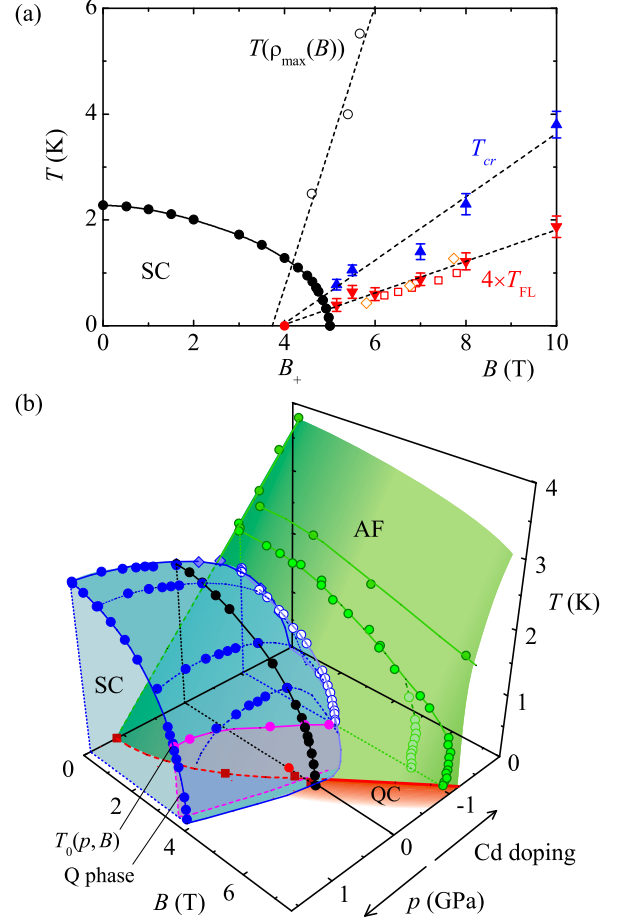 (a)
6
T(ρmax(B))
4
T (K)
Tcr
2
SC
4×TFL
0
0 2 4 6 8 10
B+
B (T)
(b)
4
AF
3
T (K)
2
SC
1
0
0
QC
-1
2
T0(p, B)
4
0
Cd doping
Q phase
6
1
B (T)
p (GPa)